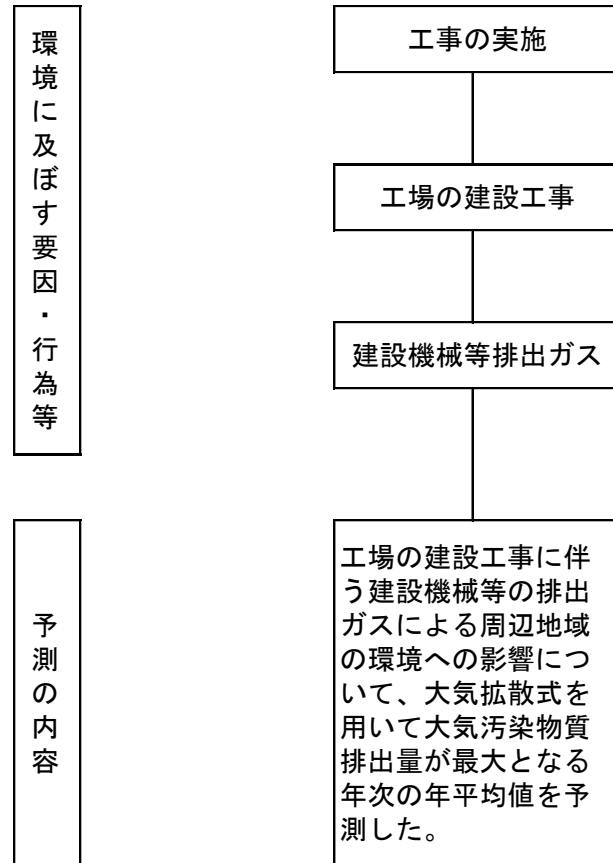 環境に及ぼす要因・行為等
工事の実施
工場の建設工事
建設機械等排出ガス
予測の内容
工場の建設工事に伴
う建設機械等の排出
ガスによる周辺地域
の環境への影響につ
いて、大気拡散式を
用いて大気汚染物質
排出量が最大となる
年次の年平均値を予
測した。